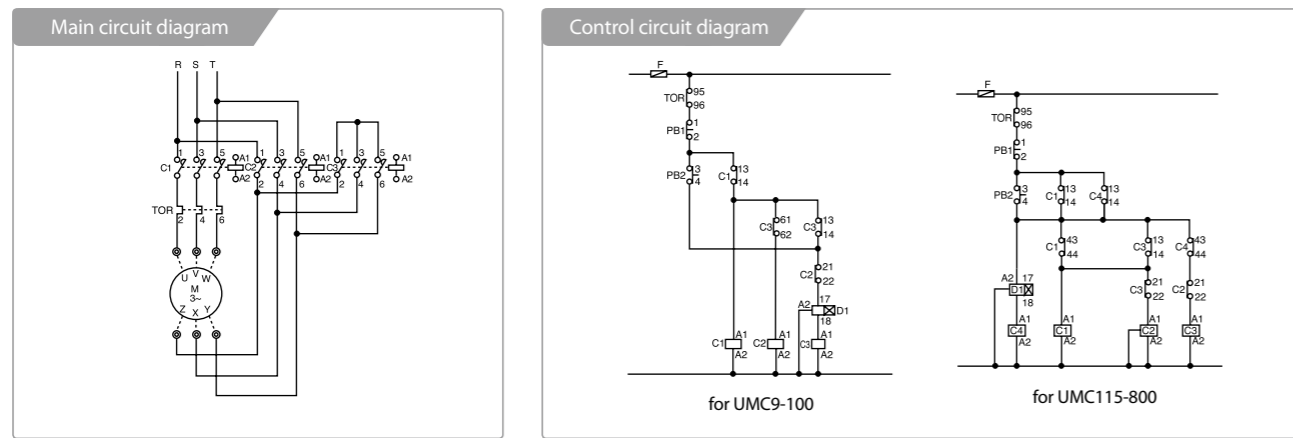 Main circuit diagram
R S T
1 3 5
C1
A1
A2
1 3 5
C2
2 4 6
A1
A2
1 3 5
C3
2 4 6
A1
A2
TOR
2 4 6
U V W
M
3~
Z X Y
Control circuit diagram
F
TOR
95
96
PB1
1
2
PB2
3
4
C1
13
14
C3
61
62
C3
13
14
C2
21
22
A2
17
D1
18
C1
A1
A2
C2
A1
A2
C3
A1
A2
for UMC9-100
F
TOR
95
96
PB1
1
2
PB2
3
4
C1
13
14
C4
13
14
C1
43
44
C3
13
14
C4
43
44
C3
21
22
C2
21
22
A2
17
D1
18
C4
A1
A2
C1
A1
A2
C2
A1
A2
C3
A1
A2
for UMC115-800